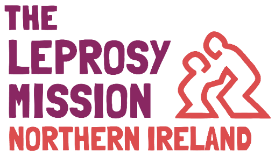 THE
LEPROSY
MISSION
NORTHERN IRELAND